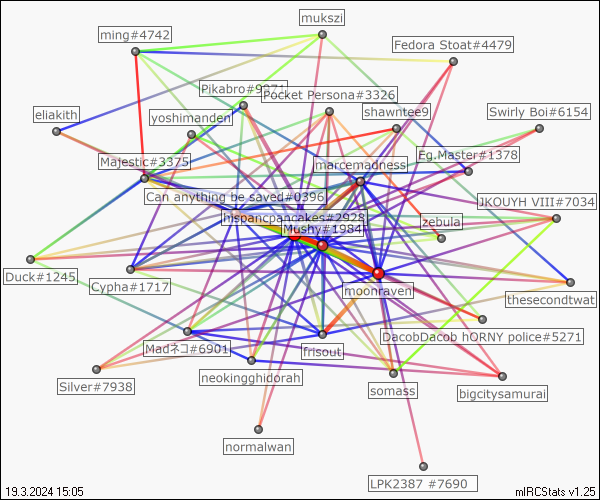 mukszi
ming#4742
Fedora Stoat#4479
Pocket Persona#3326
eliakith
yoshimanden
shawntee9
Swirly Boi#6154
Majestic#3375
marcemadness
Eg.Master#1378
Can anything be saved#0396
JKOUYH VIII#7034
hispancpancakes#2928
zebula
Mushy#1984
Duck#1245
Cypha#1717
moonraven
thesecondtwat
DacobDacob hORNY police#5271
Madネコ#6901
frisout
neokingghidorah
Silver#7938
somass
bigcitysamurai
normalwan
LPK2387 #7690
19.3.2024 15:05
mIRCStats v1.25